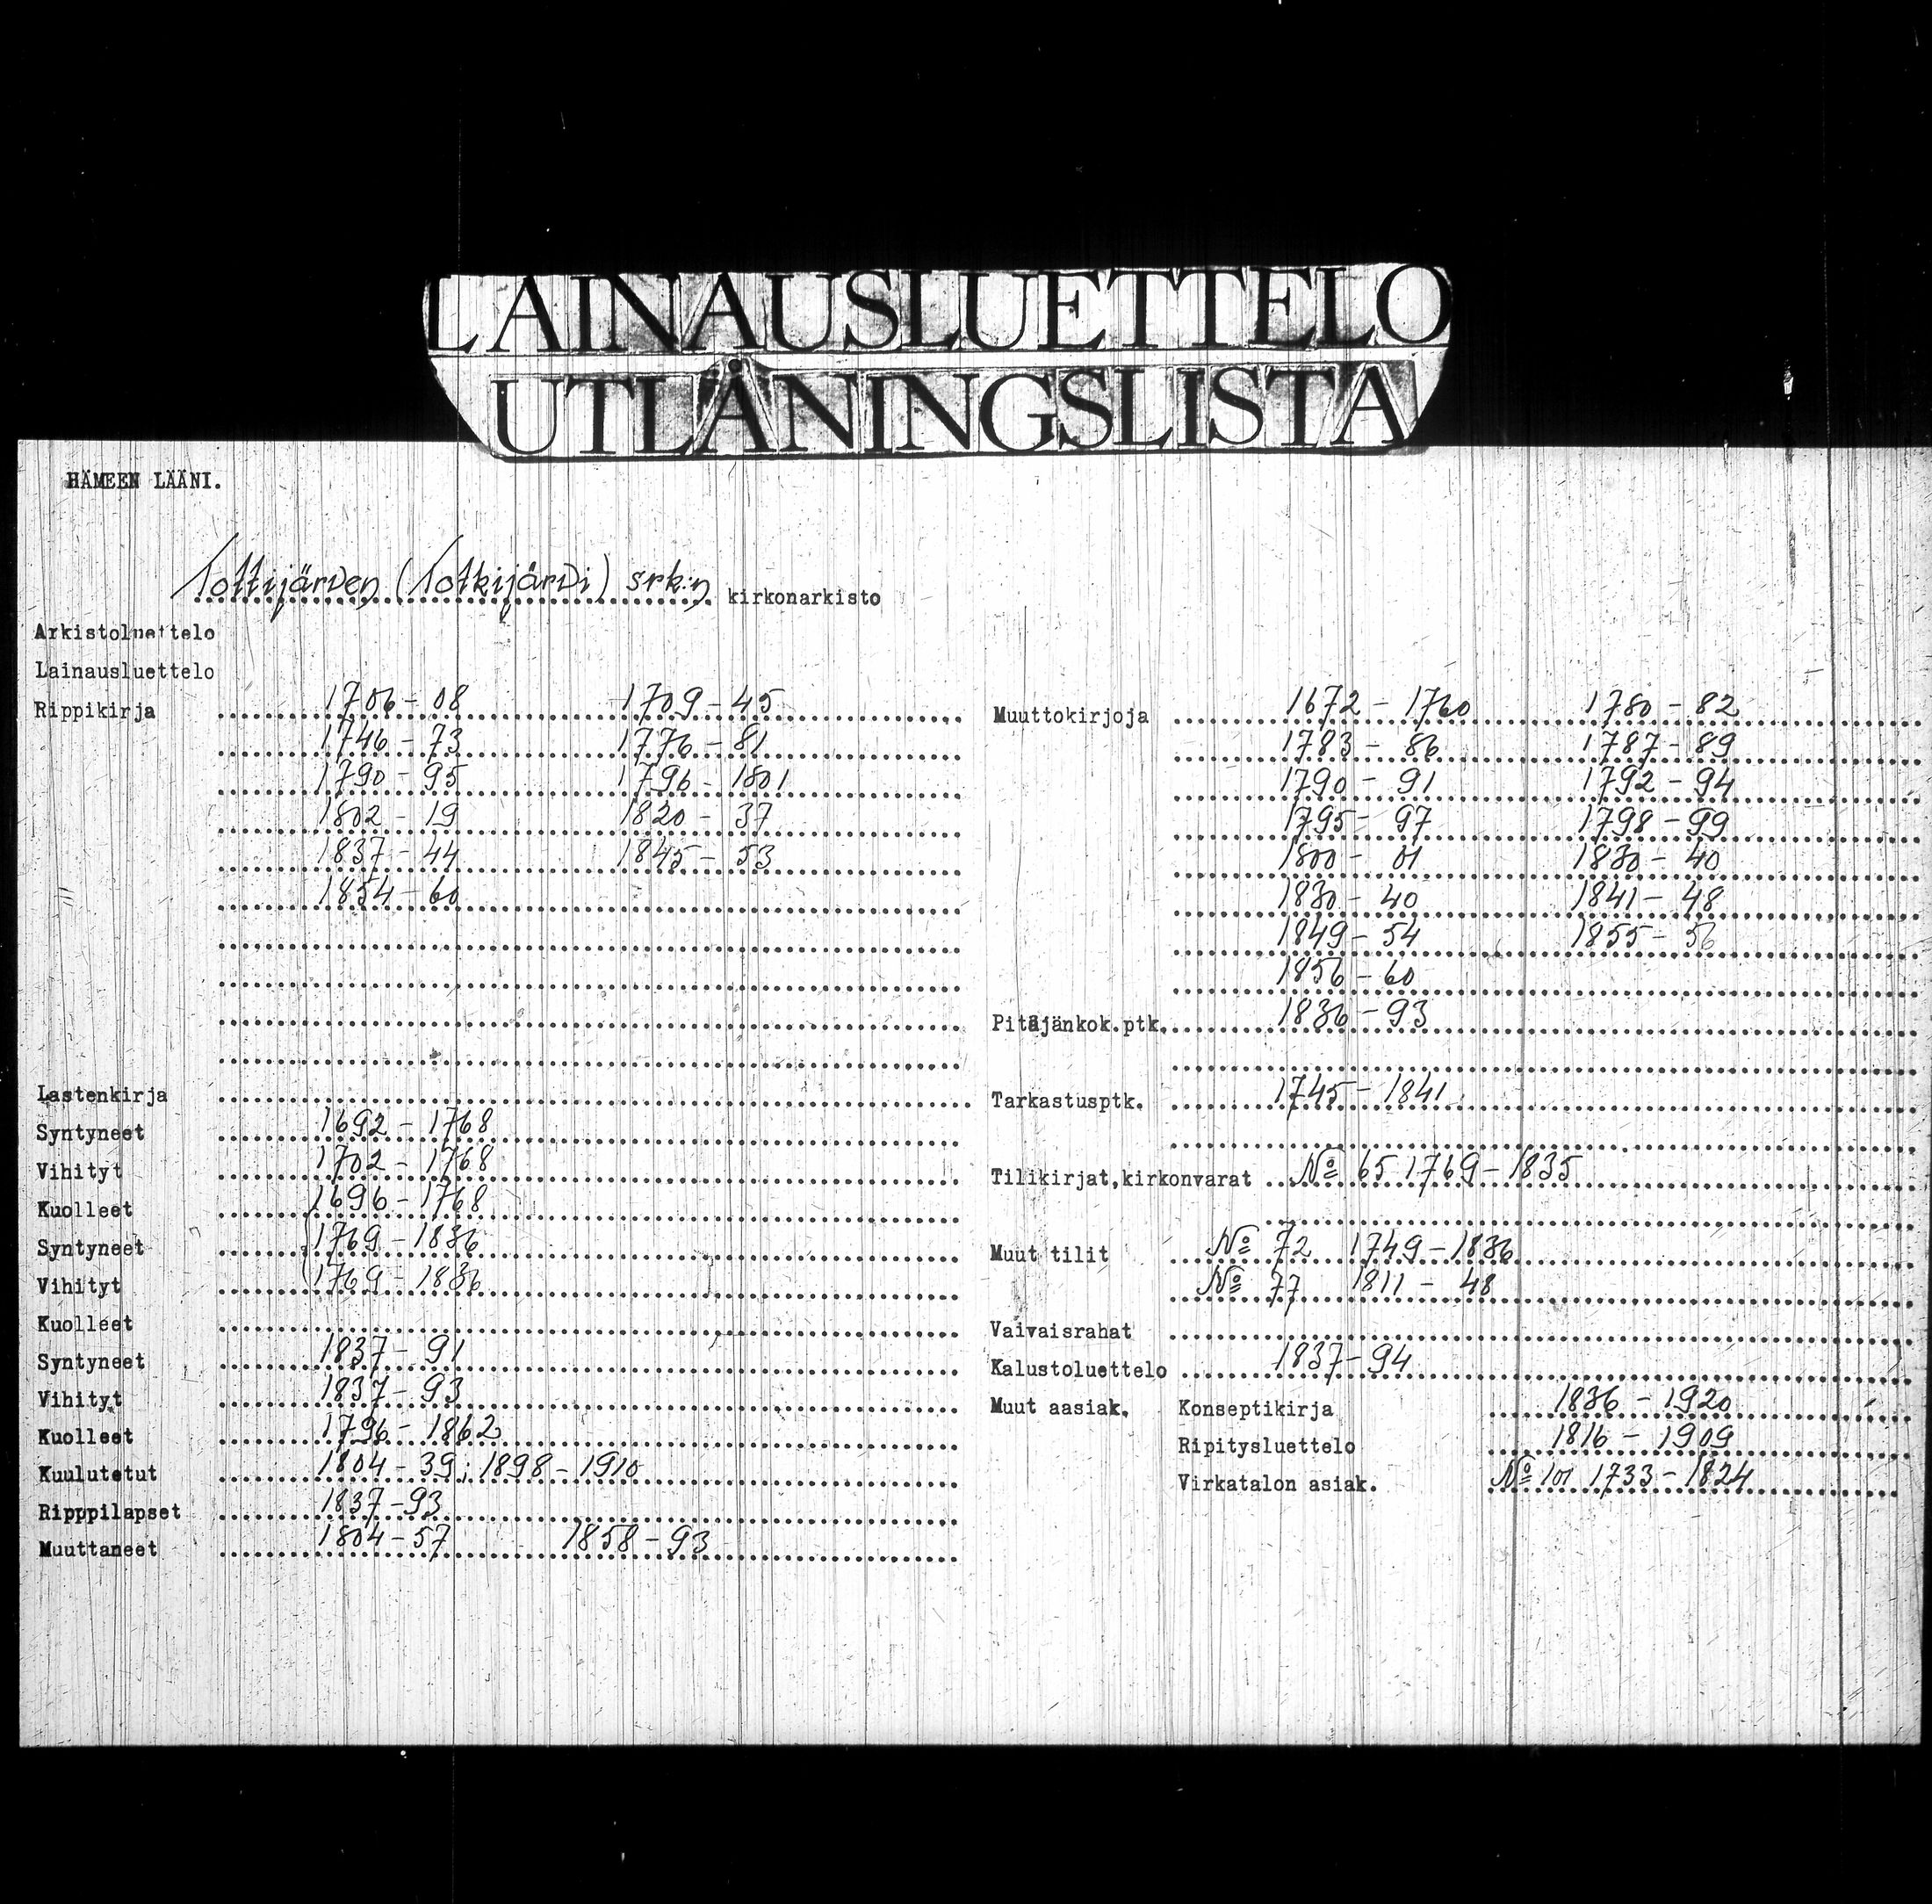 LAINAUSLUETTELO
UTLÅNINGSLISTA
HÄMEEN LÄÄNI.
Tottijärven (Totkijärvi) srk:n kirkonarkisto
Arkistoluettelo
Lainausluettelo
Rippikirja 1706-08 1709-45
1746-73 1776-81
1790-95 1796-1801
1802-19 1820-37
1837-44 1845-53
1854-60
Lastenkirja
Syntyneet 1692-1768
Vihityt 1702-1768
Kuolleet 1696-1768
Syntyneet 1769-1836
Vihityt 1769-1836
Kuolleet
Syntyneet 1837-91
Vihityt 1837-93
Kuolleet 1796-1862
Kuulutetut 1804-39; 1898-1910
Ripppilapset 1837-93
Muuttaneet 1804-57 1858-93
Muuttokirjoja 1672-1760 1780-82
1783-86 1787-89
1790-91 1792-94
1795-97 1798-99
1800-01 1830-40
1830-40 1841-48
1849-54 1855-56
1856-60
Pitäjänkok.ptk. 1836-93
Tarkastusptk. 1745-1841
Tilikirjat,kirkonvarat No 65 1769-1835
Muut tilit No 72 1749-1836
No 77 1811-48
Vaivaisrahat
Kalustoluettelo 1837-94
Muut aasiak. Konseptikirja 1836-1920
Ripitysluettelo 1816-1909
Virkatalon asiak. No 101 1733-1824